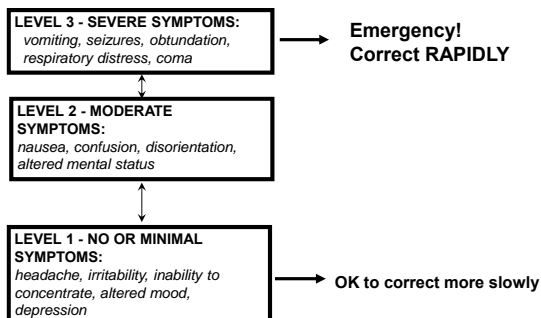 LEVEL 3 - SEVERE SYMPTOMS:
vomiting, seizures, obtundation,
respiratory distress, coma
Emergency!
Correct RAPIDLY
LEVEL 2 - MODERATE
SYMPTOMS:
nausea, confusion, disorientation,
altered mental status
LEVEL 1 - NO OR MINIMAL
SYMPTOMS:
headache, irritability, inability to
concentrate, altered mood,
depression
OK to correct more slowly